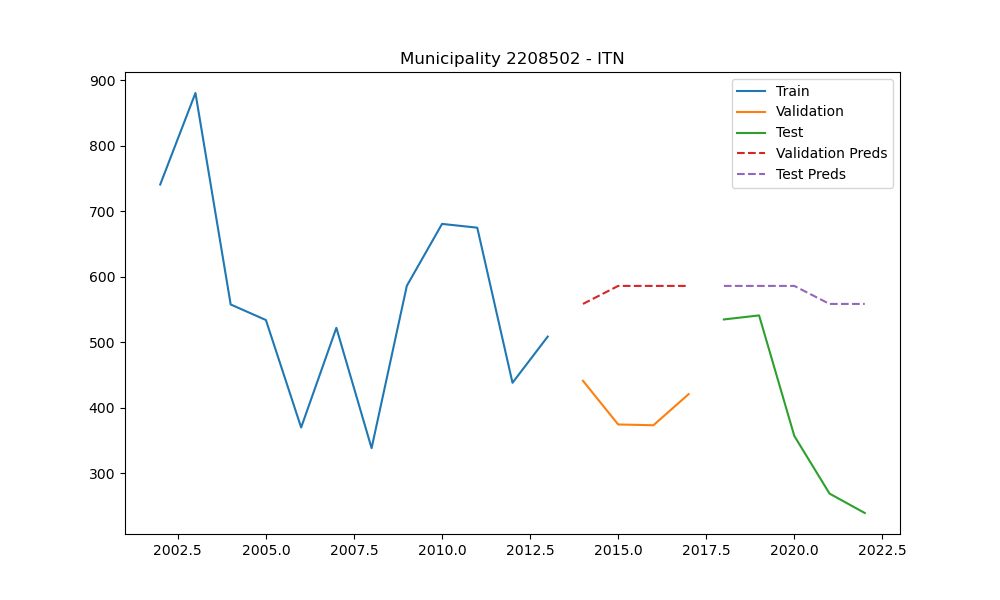 Municipality 2208502 - ITN
900
800
700
600
500
400
300
2002.5
2005.0
2007.5
2010.0
2012.5
2015.0
2017.5
2020.0
2022.5
Train
Validation
Test
Validation Preds
Test Preds